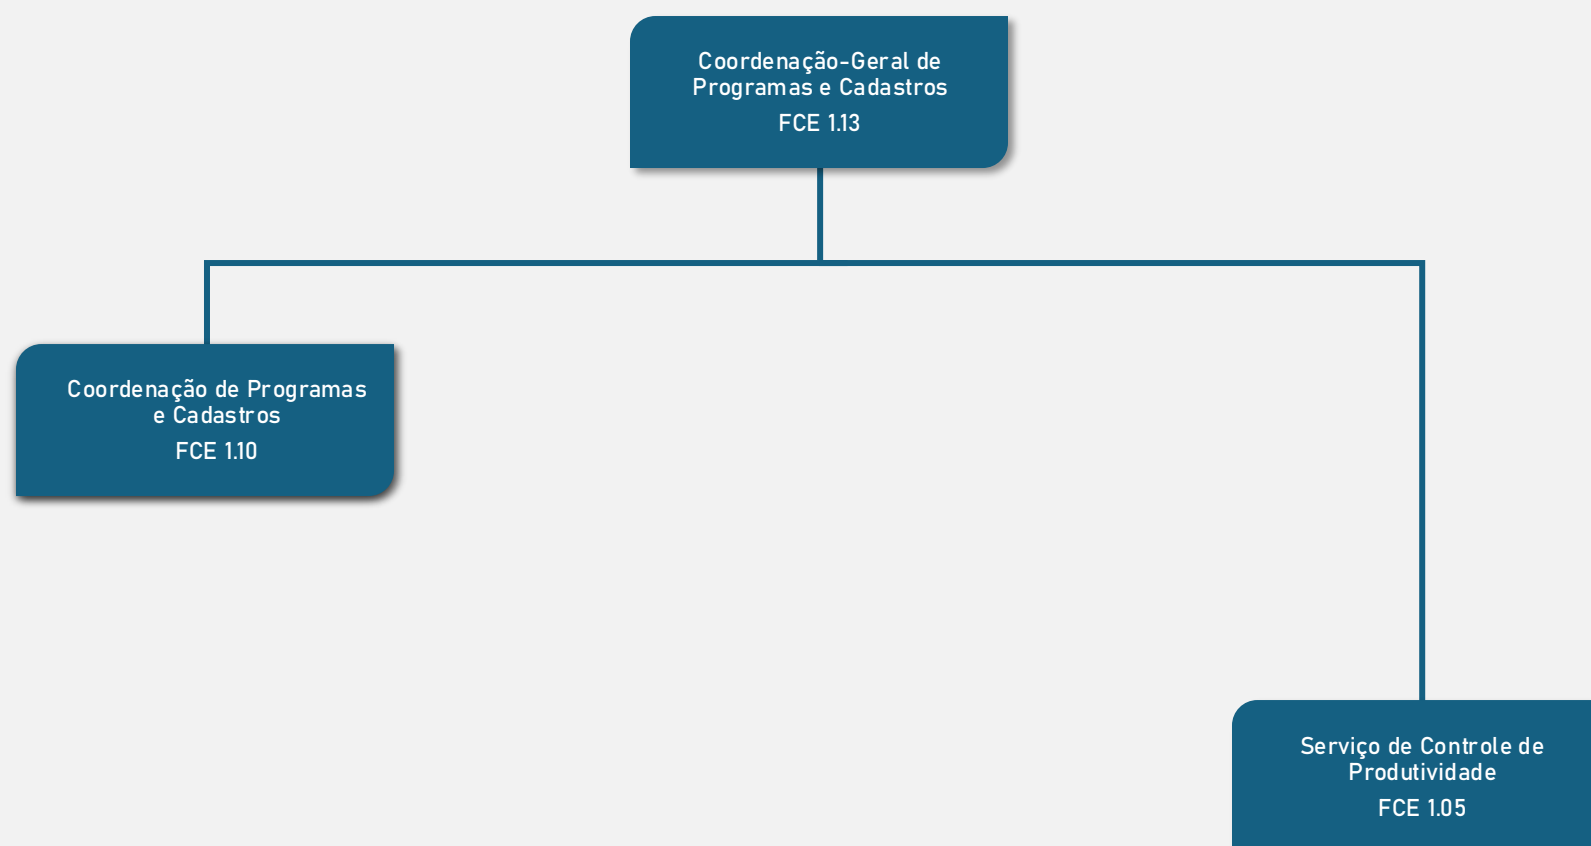 Coordenação-Geral de
Programas e Cadastros
FCE 1.13
Coordenação de Programas
e Cadastros
FCE 1.10
Serviço de Controle de
Produtividade
FCE 1.05